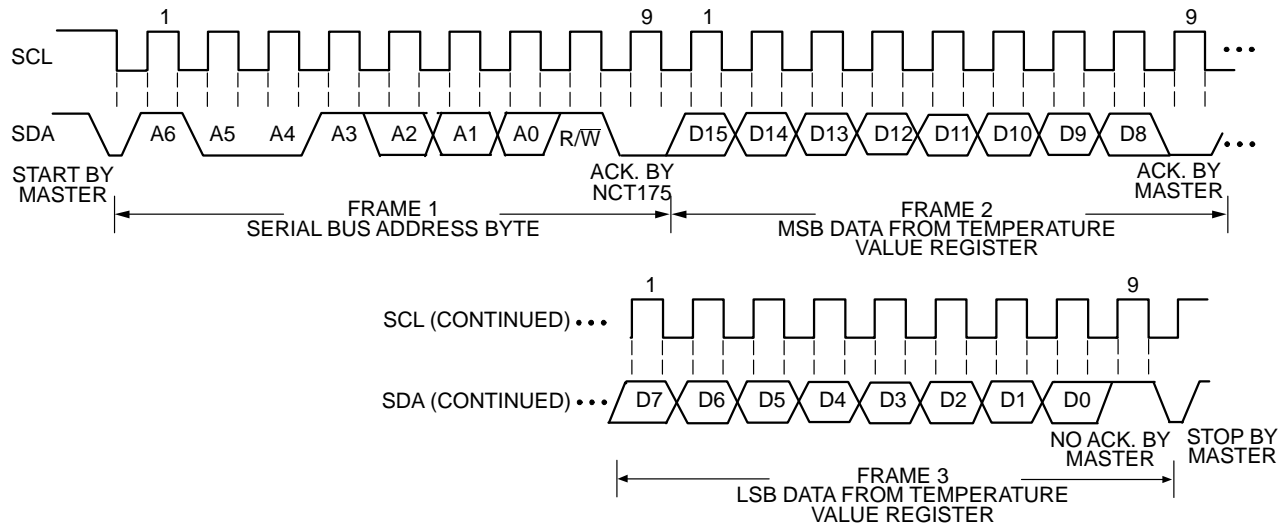 1 9 1 9
SCL
SDA A6 A5 A4 A3 A2 A1 A0 R/W̅ D15 D14 D13 D12 D11 D10 D9 D8
START BY
MASTER
ACK. BY
NCT175
ACK. BY
MASTER
FRAME 1
SERIAL BUS ADDRESS BYTE
FRAME 2
MSB DATA FROM TEMPERATURE
VALUE REGISTER
1 9
SCL (CONTINUED)
SDA (CONTINUED) D7 D6 D5 D4 D3 D2 D1 D0
NO ACK. BY
MASTER
STOP BY
MASTER
FRAME 3
LSB DATA FROM TEMPERATURE
VALUE REGISTER